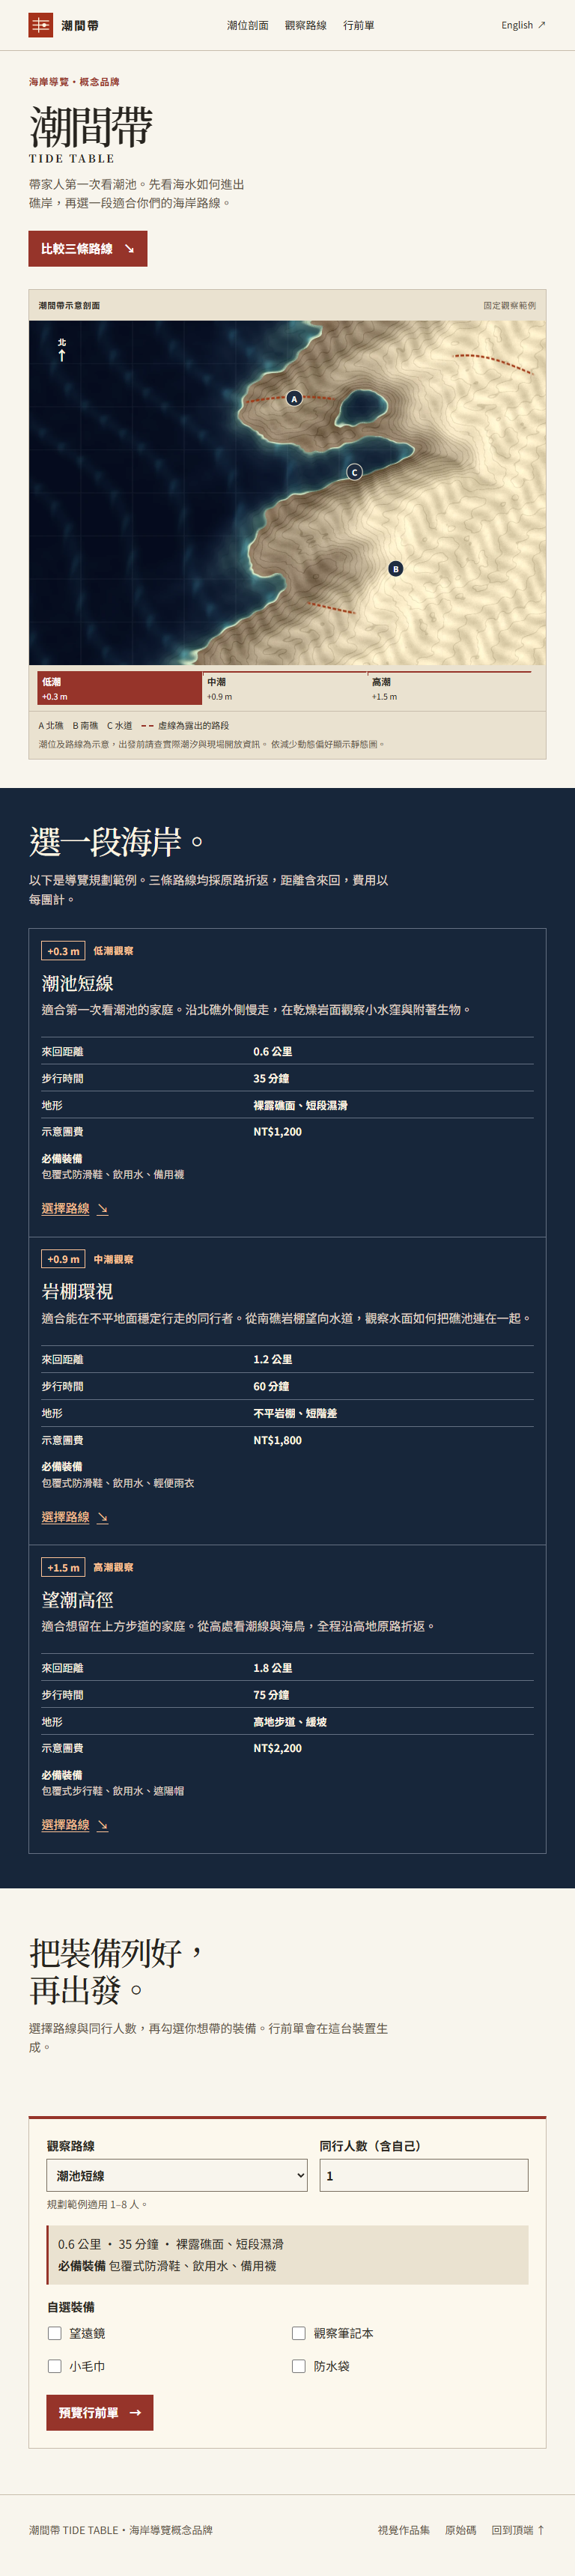 潮間帶
潮位剖面 觀察路線 行前單
English ↗
海岸導覽・概念品牌
潮間帶
TIDE TABLE
帶家人第一次看潮池。先看海水如何進出
礁岸，再選一段適合你們的海岸路線。
比較三條路線 ↘
潮間帶示意剖面 固定觀察範例
北
↑
A
C
B
低潮 中潮 高潮
+0.3 m +0.9 m +1.5 m
A 北礁 B 南礁 C 水道 虛線為露出的路段
潮位及路線為示意，出發前請查實際潮汐與現場開放資訊。 依減少動態偏好顯示靜態圖。
選一段海岸。
以下是導覽規劃範例。三條路線均採原路折返，距離含來回，費用以
每團計。
+0.3 m 低潮觀察
潮池短線
適合第一次看潮池的家庭。沿北礁外側慢走，在乾燥岩面觀察小水窪與附著生物。
來回距離 0.6 公里
步行時間 35 分鐘
地形 裸露礁面、短段濕滑
示意團費 NT$1,200
必備裝備
包覆式防滑鞋、飲用水、備用襪
選擇路線 ↘
+0.9 m 中潮觀察
岩棚環視
適合能在不平地面穩定行走的同行者。從南礁岩棚望向水道，觀察水面如何把礁池連在一起。
來回距離 1.2 公里
步行時間 60 分鐘
地形 不平岩棚、短階差
示意團費 NT$1,800
必備裝備
包覆式防滑鞋、飲用水、輕便雨衣
選擇路線 ↘
+1.5 m 高潮觀察
望潮高徑
適合想留在上方步道的家庭。從高處看潮線與海鳥，全程沿高地原路折返。
來回距離 1.8 公里
步行時間 75 分鐘
地形 高地步道、緩坡
示意團費 NT$2,200
必備裝備
包覆式步行鞋、飲用水、遮陽帽
選擇路線 ↘
把裝備列好，
再出發。
選擇路線與同行人數，再勾選你想帶的裝備。行前單會在這台裝置生
成。
觀察路線 同行人數（含自己）
潮池短線 1
規劃範例適用 1–8 人。
0.6 公里 ・ 35 分鐘 ・ 裸露礁面、短段濕滑
必備裝備 包覆式防滑鞋、飲用水、備用襪
自選裝備
望遠鏡 觀察筆記本
小毛巾 防水袋
預覽行前單 →
潮間帶 TIDE TABLE・海岸導覽概念品牌 視覺作品集 原始碼 回到頂端 ↑